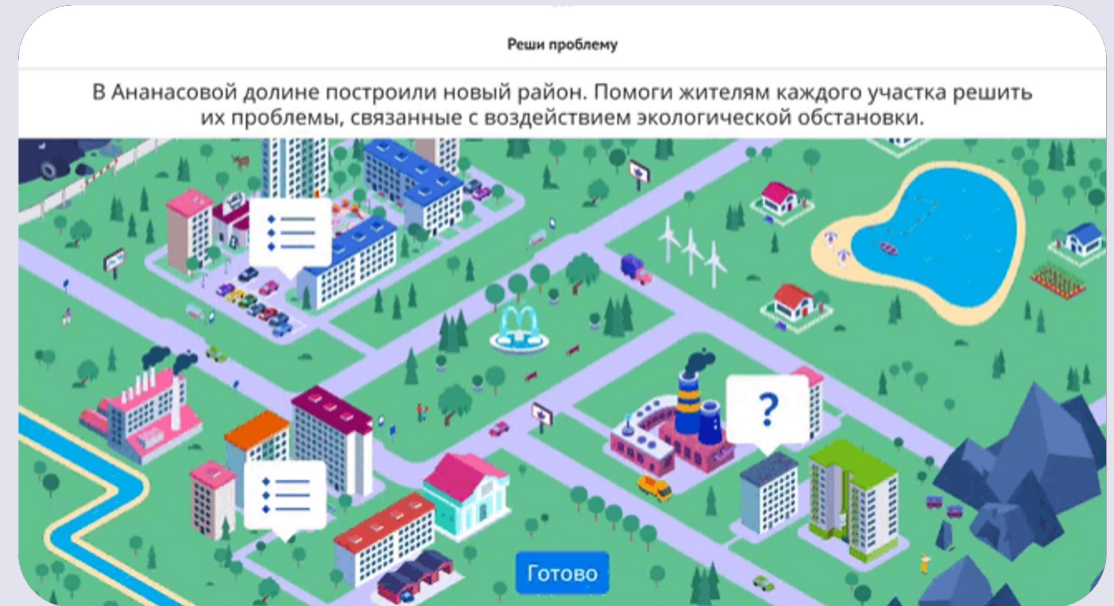 Реши проблему
В Ананасовой долине построили новый район. Помоги жителям каждого участка решить
их проблемы, связанные с воздействием экологической обстановки.
?
Готово